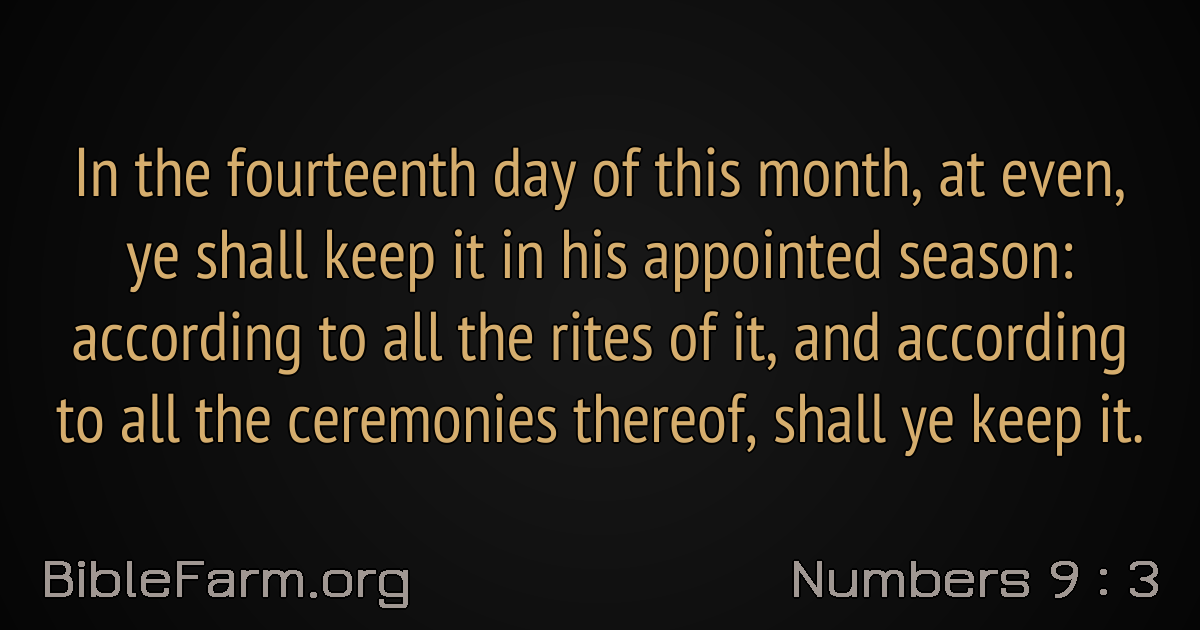 In the fourteenth day of this month, at even,
ye shall keep it in his appointed season:
according to all the rites of it, and according
to all the ceremonies thereof, shall ye keep it.
BibleFarm.org
Numbers 9 : 3